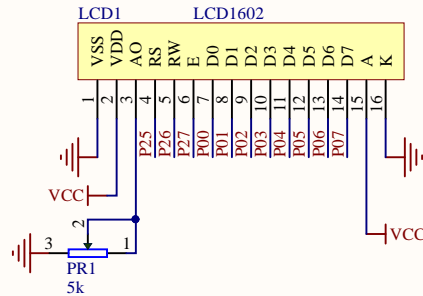 LCD1 LCD1602
VSS VDD AO RS RW E D0 D1 D2 D3 D4 D5 D6 D7 A K
1 2 3 4 5 6 7 8 9 10 11 12 13 14 15 16
P25 P26 P27 P00 P01 P02 P03 P04 P05 P06 P07
VCC
VCC
2
3 1
PR1
5k